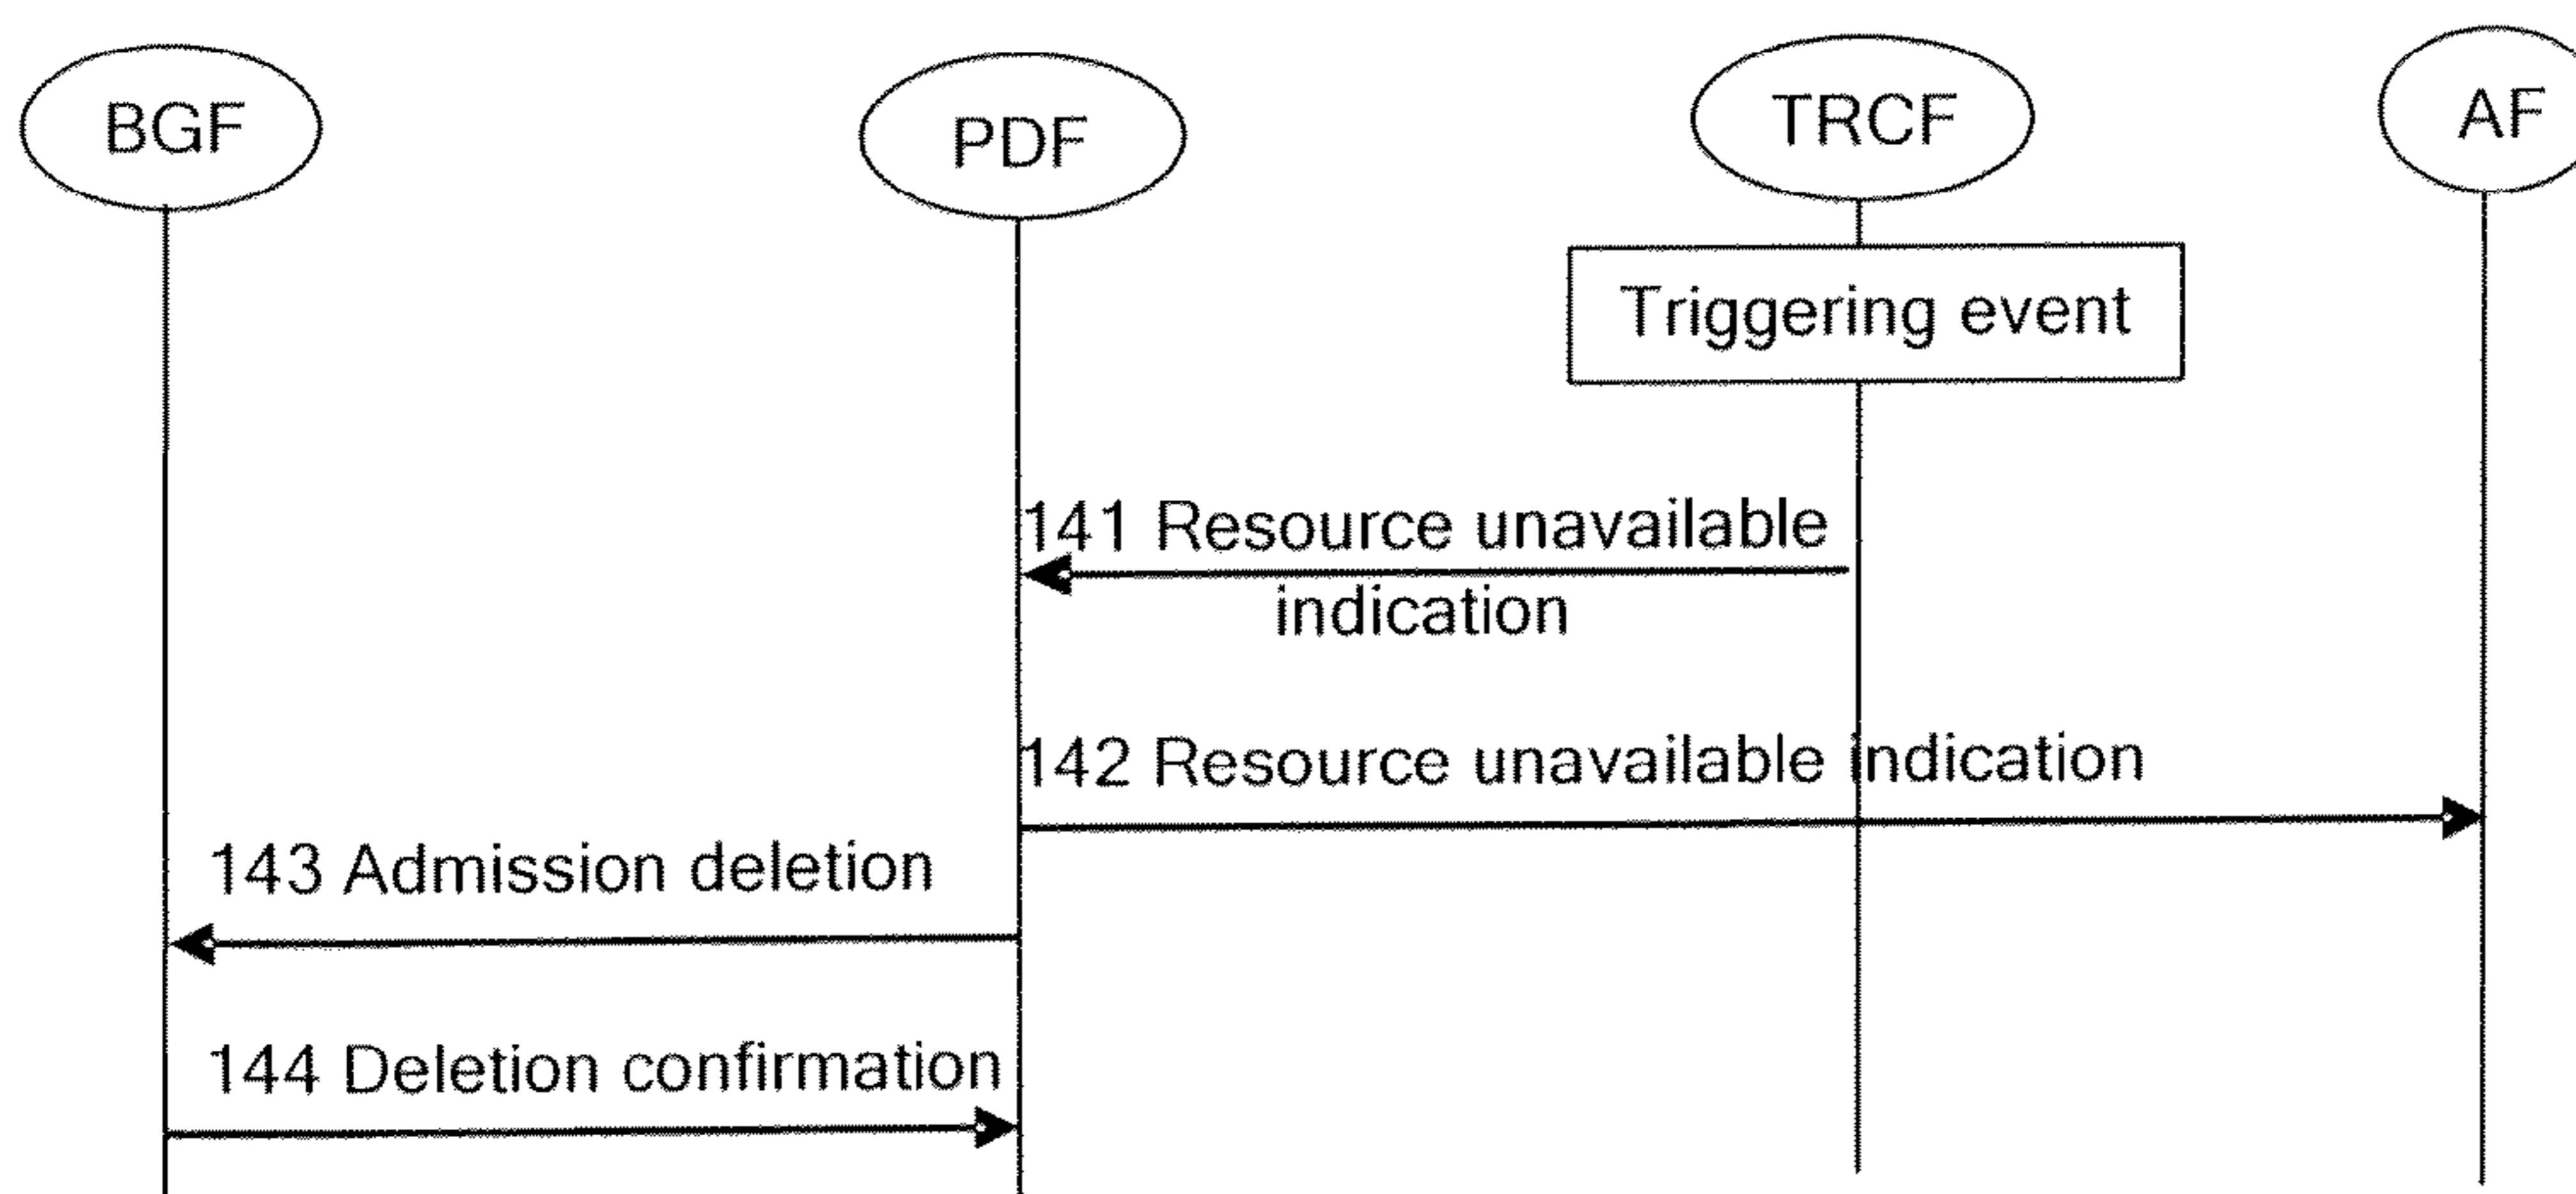 BGF
PDF
TRCF
AF
Triggering event
141 Resource unavailable
indication
142 Resource unavailable indication
143 Admission deletion
144 Deletion confirmation